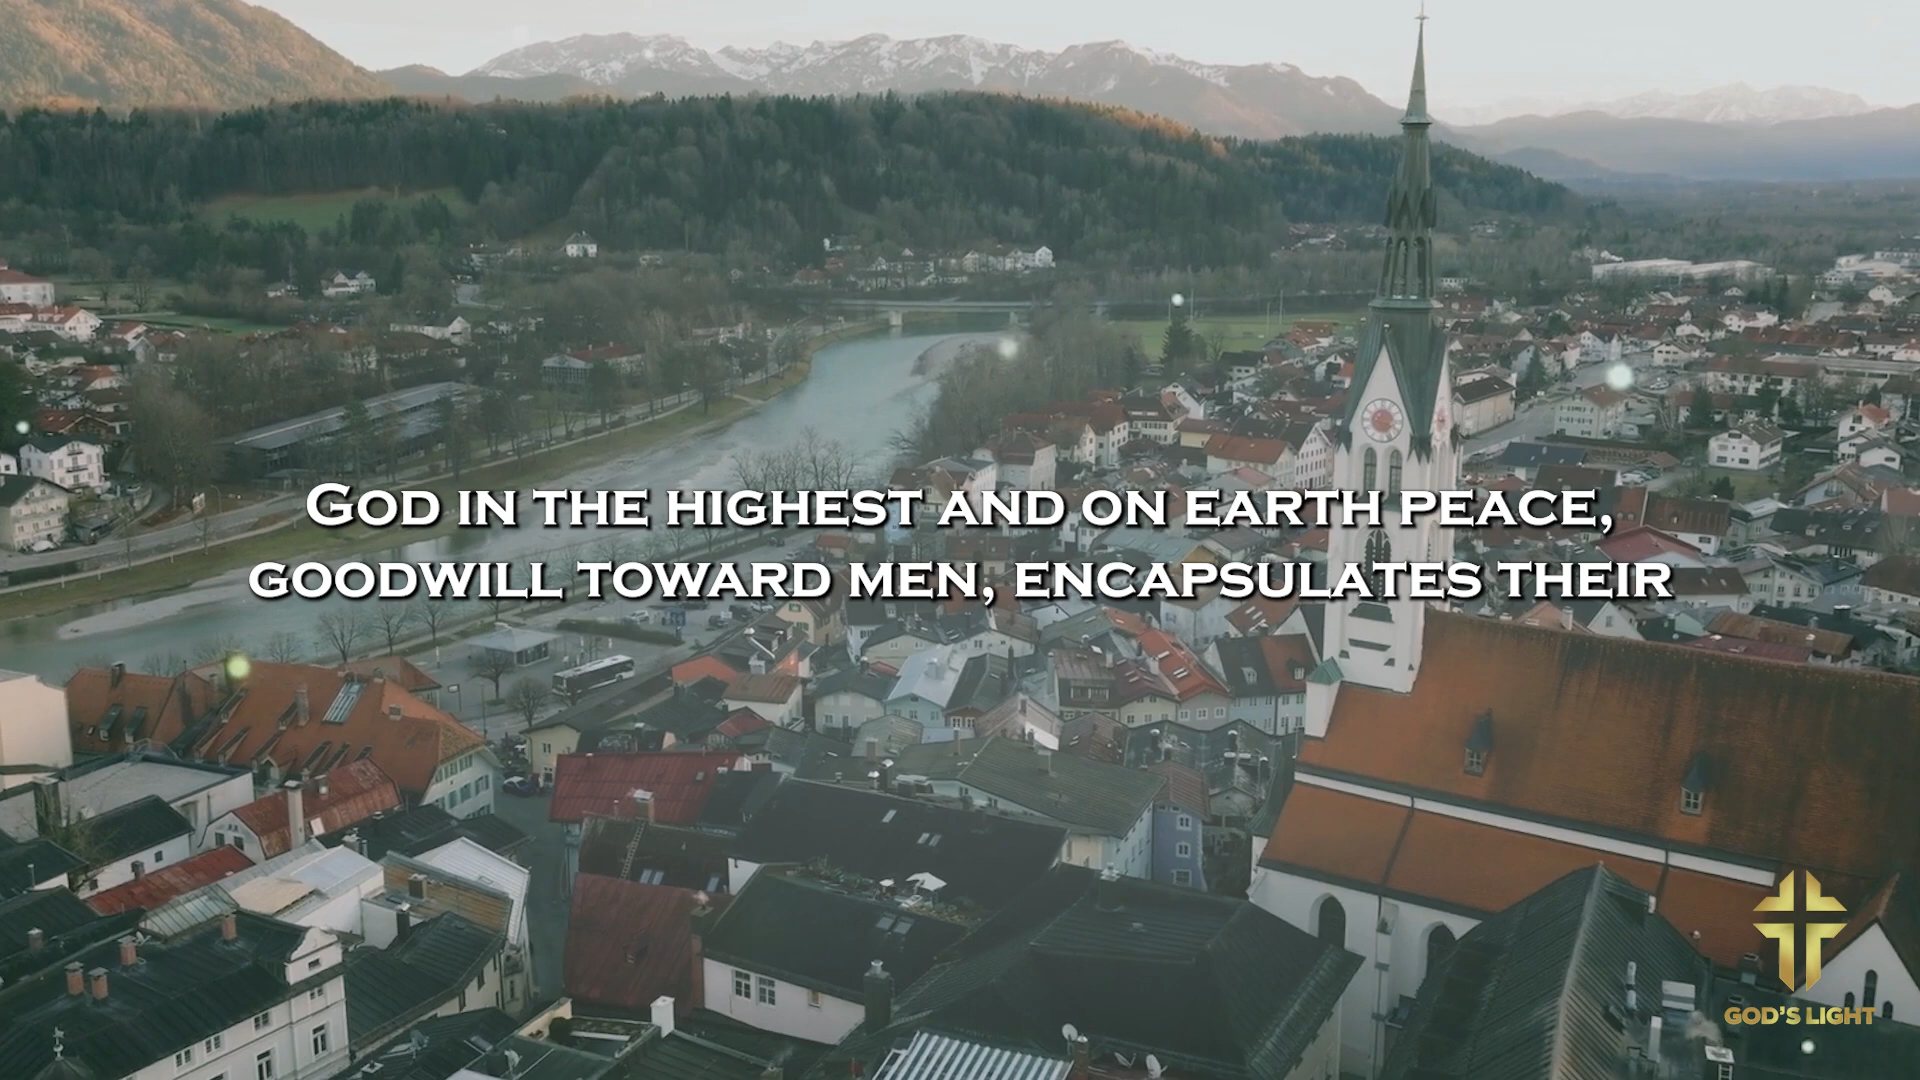 God in the highest and on earth peace,
goodwill toward men, encapsulates their
GOD'S LIGHT